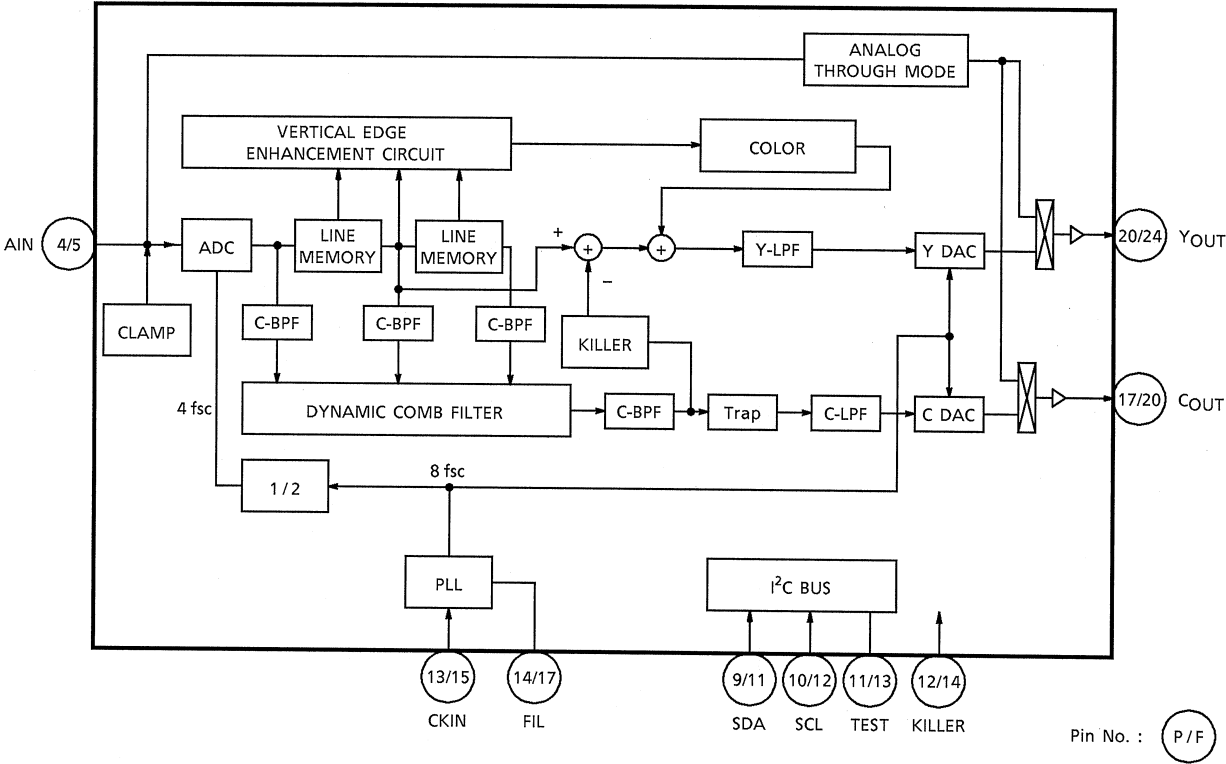 ANALOG
THROUGH MODE
VERTICAL EDGE
ENHANCEMENT CIRCUIT
COLOR
AIN 4/5
ADC
LINE
MEMORY
LINE
MEMORY
+
+
+
−
Y-LPF
Y DAC
20/24 YOUT
CLAMP
C-BPF
C-BPF
C-BPF
KILLER
4 fsc
DYNAMIC COMB FILTER
C-BPF
Trap
C-LPF
C DAC
17/20 COUT
8 fsc
1/2
PLL
I²C BUS
13/15
14/17
9/11
10/12
11/13
12/14
CKIN
FIL
SDA
SCL
TEST
KILLER
Pin No. : P/F